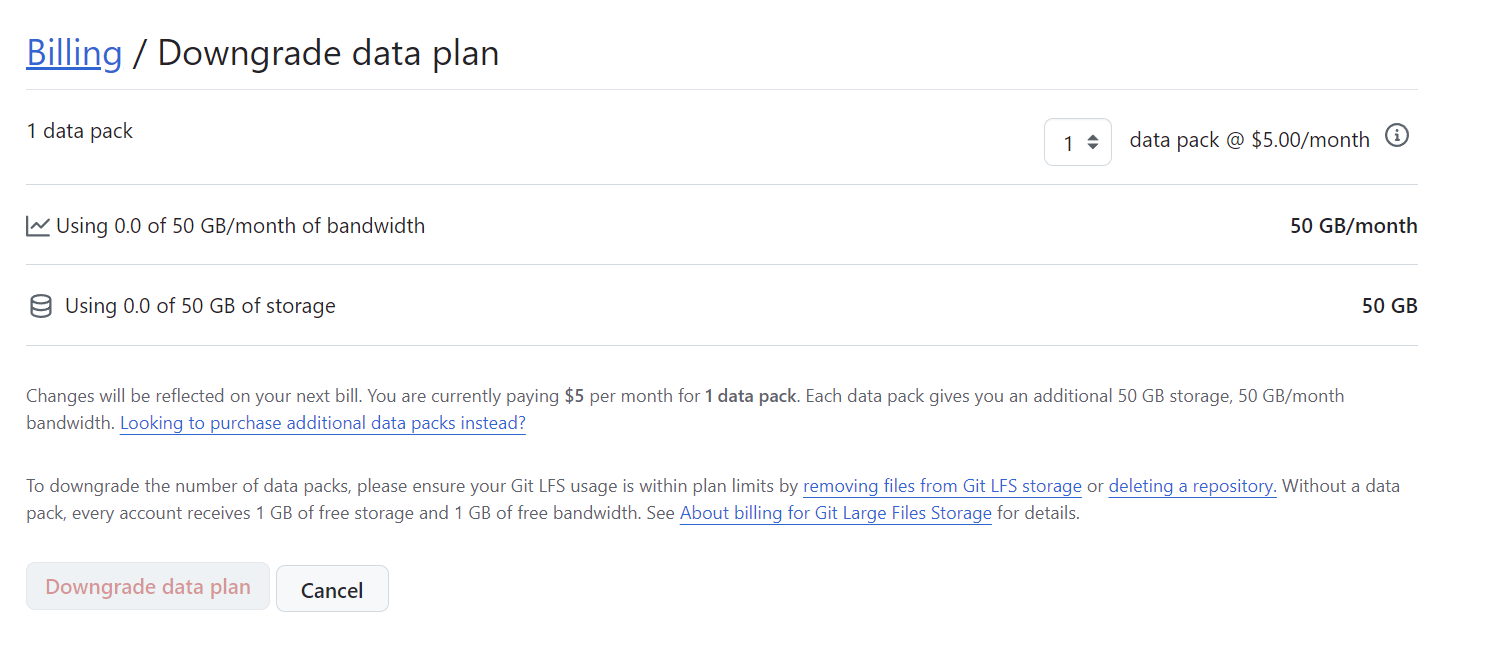 Billing / Downgrade data plan
1 data pack
1 data pack @ $5.00/month
Using 0.0 of 50 GB/month of bandwidth 50 GB/month
Using 0.0 of 50 GB of storage 50 GB
Changes will be reflected on your next bill. You are currently paying $5 per month for 1 data pack. Each data pack gives you an additional 50 GB storage, 50 GB/month
bandwidth. Looking to purchase additional data packs instead?
To downgrade the number of data packs, please ensure your Git LFS usage is within plan limits by removing files from Git LFS storage or deleting a repository. Without a data
pack, every account receives 1 GB of free storage and 1 GB of free bandwidth. See About billing for Git Large Files Storage for details.
Downgrade data plan Cancel